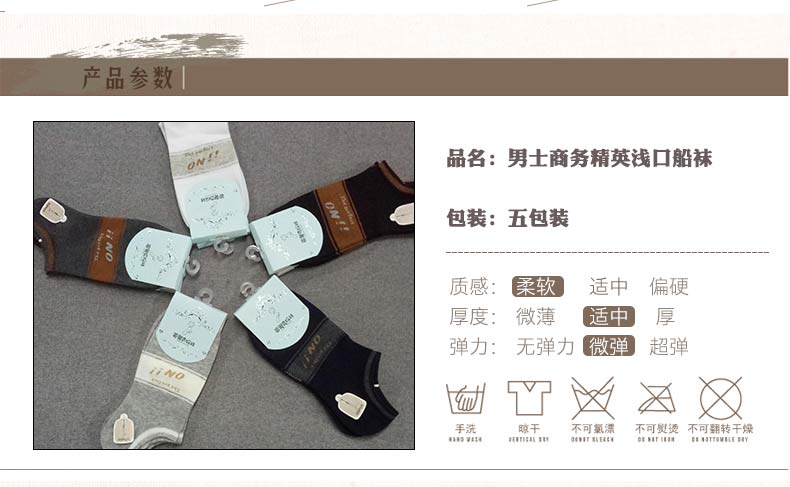 产品参数
品名：男士商务精英浅口船袜
包装：五包装
质感： 柔软 适中 偏硬
厚度： 微薄 适中 厚
弹力： 无弹力 微弹 超弹
手洗 晾干 不可氯漂 不可熨烫 不可翻转干燥
HAND WASH VERTICAL DRY DONOT BLEACH DO NOT IRON DO NOTTUMBLE DRY